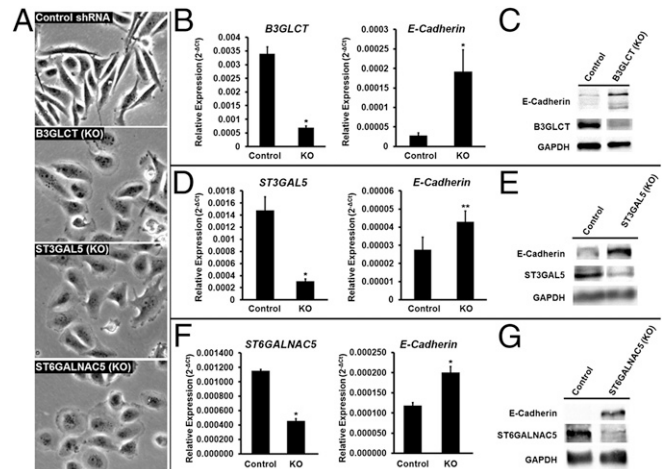 A
Control shRNA
B3GLCT (KO)
ST3GAL5 (KO)
ST6GALNAC5 (KO)
B
B3GLCT
Relative Expression (2-ΔCt)
0.004
0.0035
0.003
0.0025
0.002
0.0015
0.001
0.0005
0
*
Control KO
E-Cadherin
Relative Expression (2-ΔCt)
0.0003
0.00025
0.0002
0.00015
0.0001
0.00005
0
*
Control KO
C
Control B3GLCT (KO)
E-Cadherin
B3GLCT
GAPDH
D
ST3GAL5
Relative Expression (2-ΔCt)
0.0018
0.0016
0.0014
0.0012
0.001
0.0008
0.0006
0.0004
0.0002
0
*
Control KO
E-Cadherin
Relative Expression (2-ΔCt)
0.00006
0.00005
0.00004
0.00003
0.00002
0.00001
0
**
Control KO
E
Control ST3GAL5 (KO)
E-Cadherin
ST3GAL5
GAPDH
F
ST6GALNAC5
Relative Expression (2-ΔCt)
0.001400
0.001200
0.001000
0.000800
0.000600
0.000400
0.000200
0.000000
*
Control KO
E-Cadherin
Relative Expression (2-ΔCt)
0.000250
0.000200
0.000150
0.000100
0.000050
0.000000
*
Control KO
G
Control ST6GALNAC5 (KO)
E-Cadherin
ST6GALNAC5
GAPDH